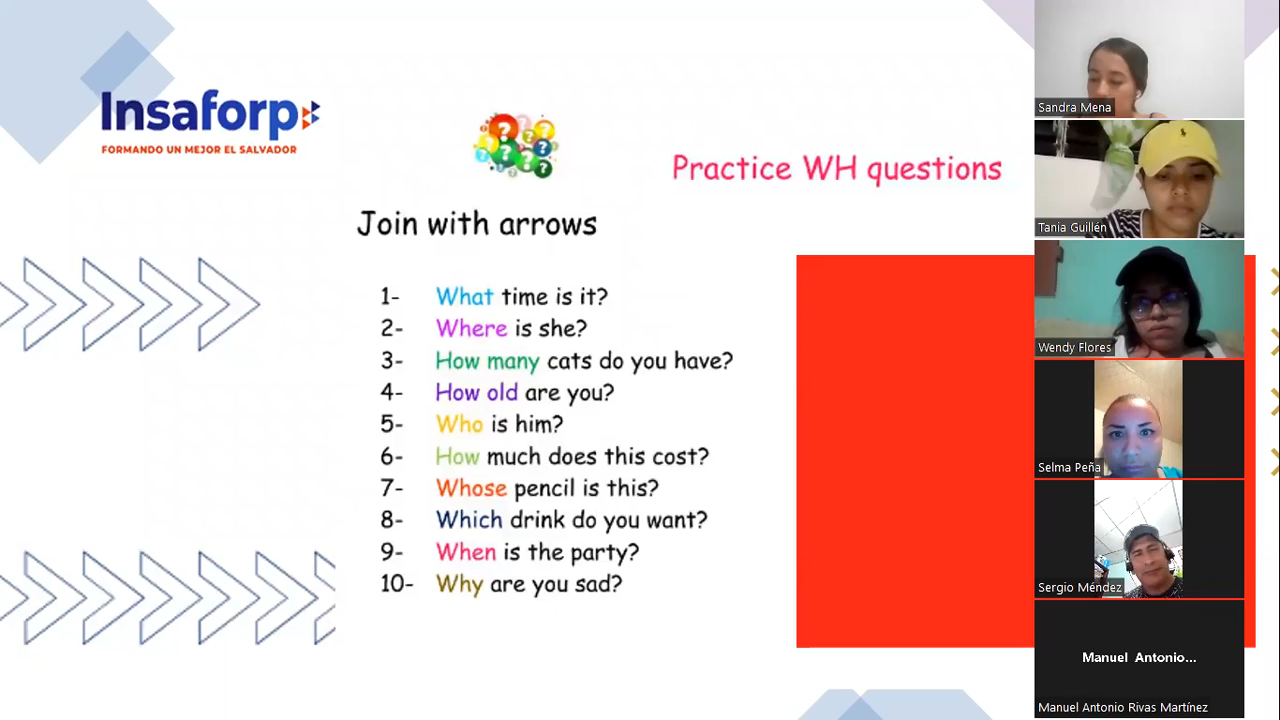 Insaforp
FORMANDO UN MEJOR EL SALVADOR
Practice WH questions
Join with arrows
1- What time is it?
2- Where is she?
3- How many cats do you have?
4- How old are you?
5- Who is him?
6- How much does this cost?
7- Whose pencil is this?
8- Which drink do you want?
9- When is the party?
10- Why are you sad?
Sandra Mena
Tania Guillén
Wendy Flores
Selma Peña
Sergio Méndez
Manuel Antonio...
Manuel Antonio Rivas Martínez